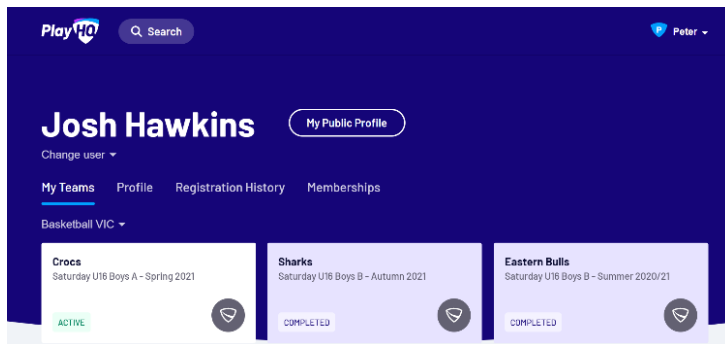 PlayHQ
Search
Peter
Josh Hawkins
My Public Profile
Change user
My Teams Profile Registration History Memberships
Basketball VIC
Crocs
Saturday U16 Boys A - Spring 2021
ACTIVE
Sharks
Saturday U16 Boys B - Autumn 2021
COMPLETED
Eastern Bulls
Saturday U16 Boys B - Summer 2020/21
COMPLETED